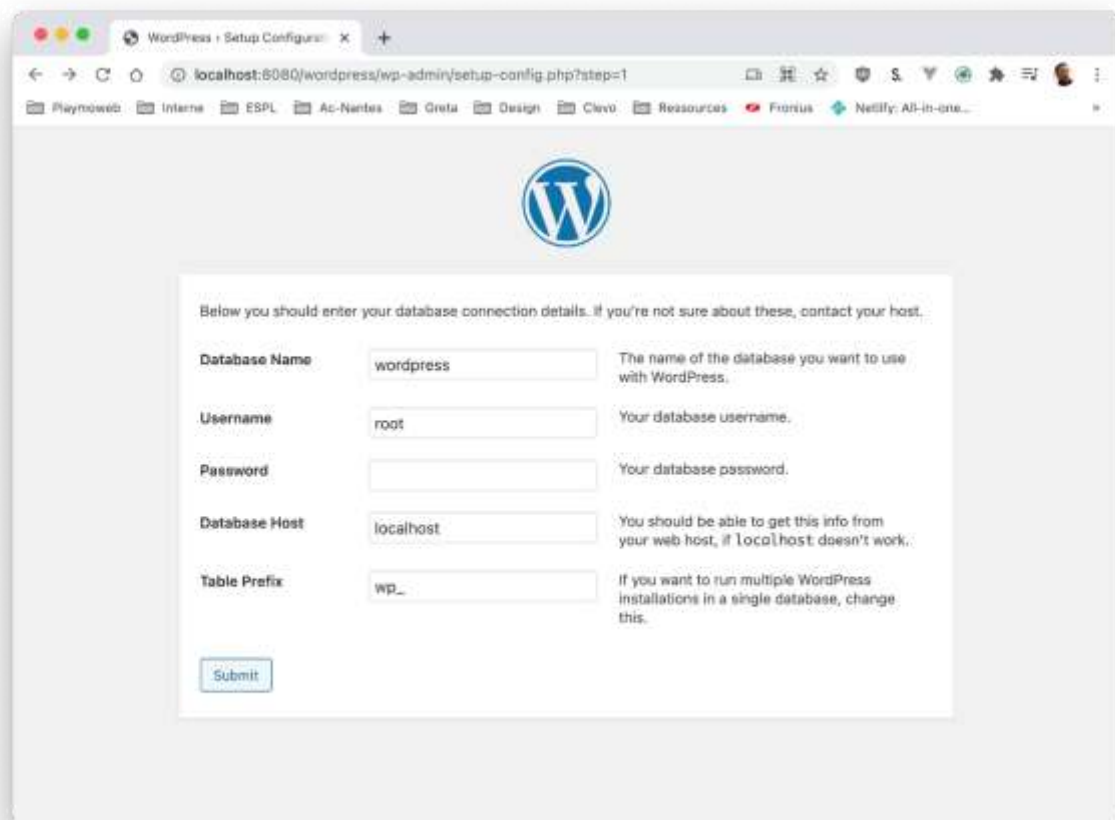 WordPress › Setup Configurati
localhost:8080/wordpress/wp-admin/setup-config.php?step=1
Playmoweb Interne ESPL Ac-Nantes Greta Design Clevo Ressources Fronius Netlify: All-in-one...
Below you should enter your database connection details. If you're not sure about these, contact your host.
Database Name
wordpress
The name of the database you want to use
with WordPress.
Username
root
Your database username.
Password
Your database password.
Database Host
localhost
You should be able to get this info from
your web host, if localhost doesn't work.
Table Prefix
wp_
If you want to run multiple WordPress
installations in a single database, change
this.
Submit